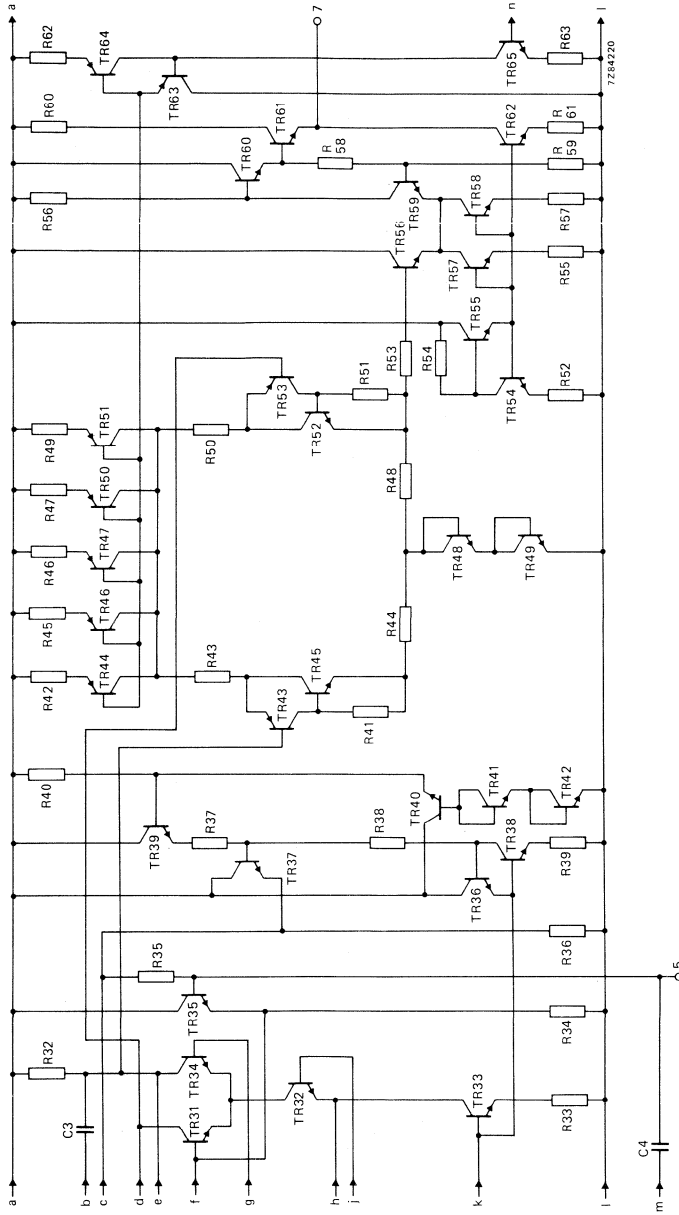 a
R32
R40
R42
R45
R46
R47
R49
R56
R60
R62
a
TR44
TR46
TR47
TR50
TR51
TR64
C3
b
c
d
e
f
g
h
j
k
l
m
TR31
TR34
TR35
R35
TR39
R37
TR37
R43
R50
TR60
TR61
TR63
7
TR32
R38
TR40
TR43
TR45
R41
TR53
TR52
R51
R
58
TR33
TR36
TR38
TR41
TR42
R44
R48
R53
R54
TR56
TR59
TR48
TR49
TR55
TR54
TR57
TR58
TR62
TR65
n
R33
R34
R36
R39
R52
R55
R57
R
59
R
61
R63
l
7Z84220
C4
5